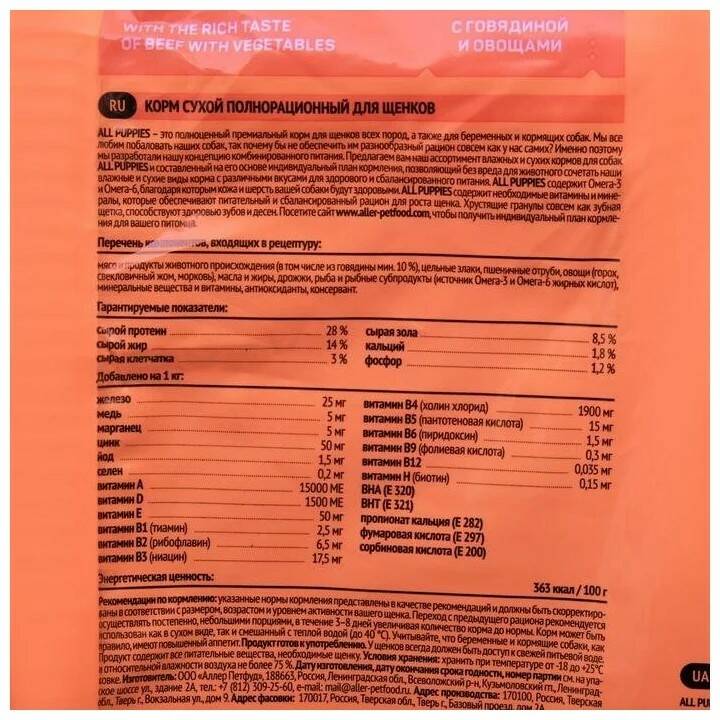 WITH THE RICH TASTE
OF BEEF WITH VEGETABLES
С ГОВЯДИНОЙ
И ОВОЩАМИ
RU КОРМ СУХОЙ ПОЛНОРАЦИОННЫЙ ДЛЯ ЩЕНКОВ
ALL PUPPIES – это полноценный премиальный корм для щенков всех пород, а также для беременных и кормящих собак. Мы все
любим побаловать наших собак, так почему бы не обеспечить им разнообразный рацион совсем как у нас самих? Именно поэтому
мы разработали нашу концепцию комбинированного питания. Предлагаем вам наш ассортимент влажных и сухих кормов для собак
ALL PUPPIES и составленный на его основе индивидуальный план кормления, позволяющий без вреда для животного сочетать наши
влажные и сухие виды корма с различными вкусами для здорового и сбалансированного питания. ALL PUPPIES содержит Омега-3
и Омега-6, благодаря которым кожа и шерсть вашей собаки будут здоровыми. ALL PUPPIES содержит необходимые витамины и мине-
ралы, которые обеспечивают питательный и сбалансированный рацион для роста щенка. Хрустящие гранулы совсем как зубная
щетка, способствуют здоровью зубов и десен. Посетите сайт www.aller-petfood.com, чтобы получить индивидуальный план кормле-
ния для вашего питомца.
Перечень компонентов, входящих в рецептуру:
мясо и продукты животного происхождения (в том числе из говядины мин. 10 %), цельные злаки, пшеничные отруби, овощи (горох,
свекловичный жом, морковь), масла и жиры, дрожжи, рыба и рыбные субпродукты (источник Омега-3 и Омега-6 жирных кислот),
минеральные вещества и витамины, антиоксиданты, консервант.
Гарантируемые показатели:
сырой протеин 28 %
сырой жир 14 %
сырая клетчатка 3 %
сырая зола 8,5 %
кальций 1,8 %
фосфор 1,2 %
Добавлено на 1 кг:
железо 25 мг
медь 5 мг
марганец 5 мг
цинк 50 мг
йод 1,5 мг
селен 0,2 мг
витамин A 15000 МЕ
витамин D 1500 МЕ
витамин E 50 мг
витамин B1 (тиамин) 2,5 мг
витамин B2 (рибофлавин) 6,5 мг
витамин B3 (ниацин) 17,5 мг
витамин B4 (холин хлорид) 1900 мг
витамин B5 (пантотеновая кислота) 15 мг
витамин B6 (пиридоксин) 1,5 мг
витамин B9 (фолиевая кислота) 0,3 мг
витамин B12 0,035 мг
витамин H (биотин) 0,15 мг
BHA (E 320)
BHT (E 321)
пропионат кальция (E 282)
фумаровая кислота (E 297)
сорбиновая кислота (E 200)
Энергетическая ценность: 363 ккал / 100 г
Рекомендации по кормлению: указанные нормы кормления представлены в качестве рекомендаций и должны быть скорректиро-
ваны в соответствии с размером, возрастом и уровнем активности вашего щенка. Переход с предыдущего рациона рекомендуется
осуществлять постепенно, небольшими порциями, в течение 3–8 дней увеличивая количество корма до нормы. Корм может быть
использован как в сухом виде, так и смешанный с теплой водой (до 40 °С). Учитывайте, что беременные и кормящие собаки, как
правило, имеют повышенный аппетит. Продукт готов к употреблению. У щенков всегда должен быть доступ к свежей питьевой воде.
Продукт содержит все питательные вещества, необходимые щенку. Условия хранения: хранить при температуре от -18 до +25°С
и относительной влажности воздуха не более 75 %. Дату изготовления, дату окончания срока годности, номер партии см. на упа-
ковке. Изготовитель: ООО «Аллер Петфуд», 188663, Россия, Ленинградская обл., Всеволожский р-н, Кузьмоловский гп., Ленинград-
ское шоссе ул., здание 2А, тел.: +7 (812) 309-25-60, e-mail: mail@aller-petfood.ru. Адрес производства: 170100, Россия, Тверская
обл., Тверь г., Вокзальная ул., дом 9. Адрес фасовки: 170017, Россия, Тверская обл., Тверь г., Базовый проезд, дом 2А.
UA
ALL PU